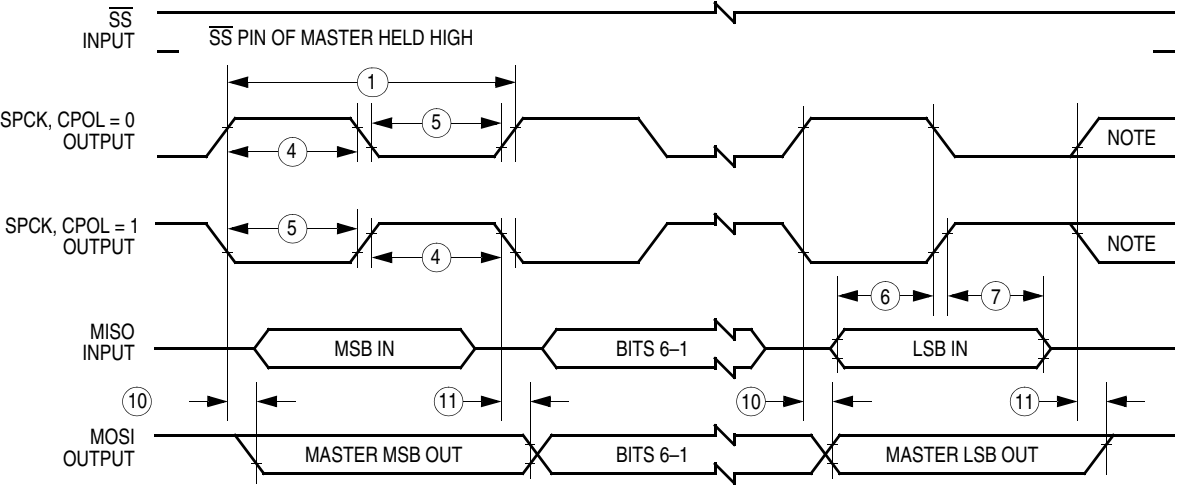 SS
INPUT
SS PIN OF MASTER HELD HIGH
1
SPCK, CPOL = 0
OUTPUT
5
4
NOTE
SPCK, CPOL = 1
OUTPUT
5
4
NOTE
6
7
MISO
INPUT
MSB IN
BITS 6–1
LSB IN
10
11
10
11
MOSI
OUTPUT
MASTER MSB OUT
BITS 6–1
MASTER LSB OUT